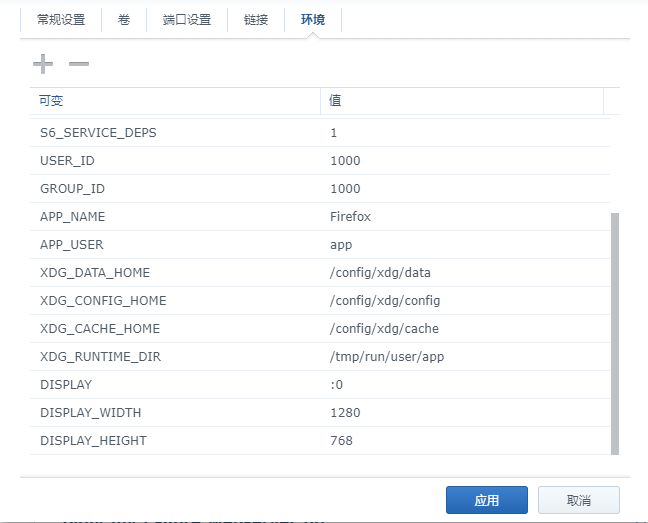 常规设置 卷 端口设置 链接 环境
可变 值
S6_SERVICE_DEPS 1
USER_ID 1000
GROUP_ID 1000
APP_NAME Firefox
APP_USER app
XDG_DATA_HOME /config/xdg/data
XDG_CONFIG_HOME /config/xdg/config
XDG_CACHE_HOME /config/xdg/cache
XDG_RUNTIME_DIR /tmp/run/user/app
DISPLAY :0
DISPLAY_WIDTH 1280
DISPLAY_HEIGHT 768
应用 取消